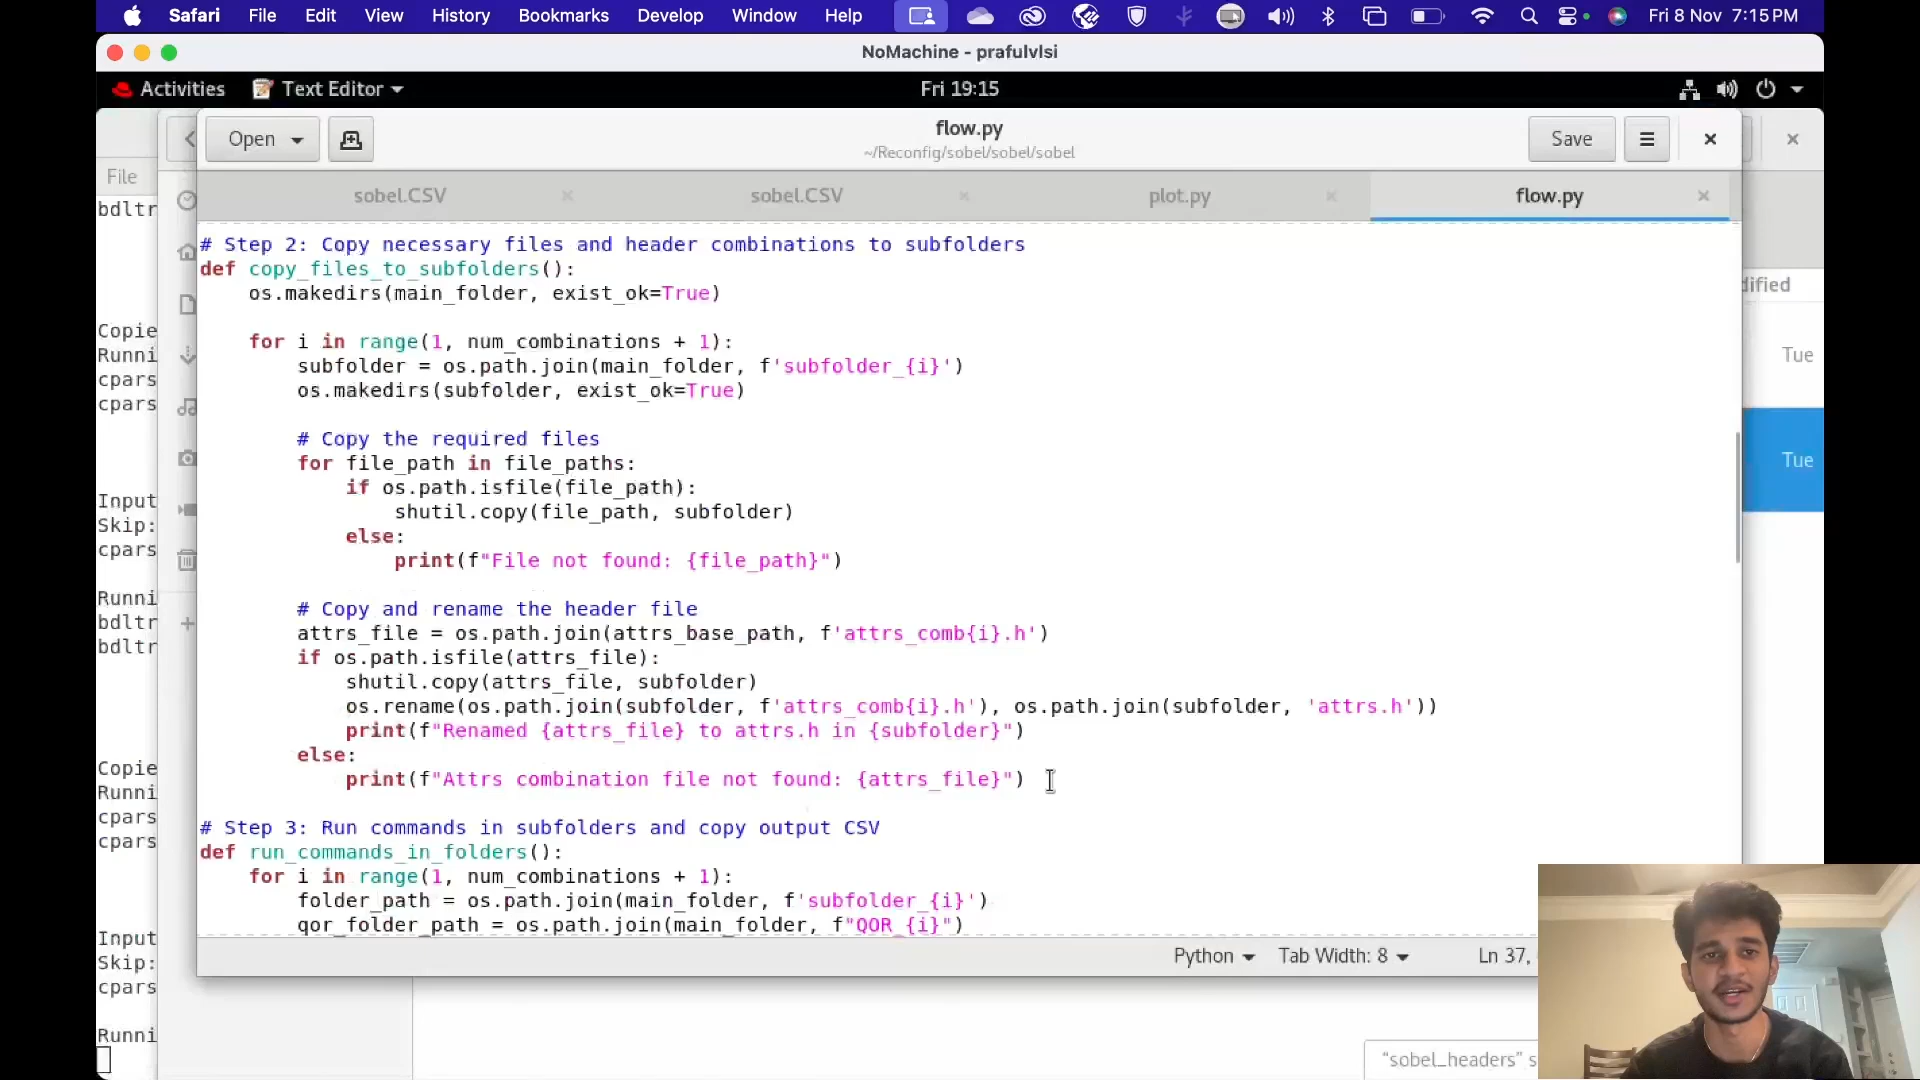 Safari File Edit View History Bookmarks Develop Window Help Fri 8 Nov 7:15 PM
NoMachine - prafulvlsi
Activities Text Editor Fri 19:15
Open flow.py Save
~/Reconfig/sobel/sobel/sobel
File
sobel.CSV sobel.CSV plot.py flow.py
bdltr
# Step 2: Copy necessary files and header combinations to subfolders
def copy_files_to_subfolders():
os.makedirs(main_folder, exist_ok=True)
dified
for i in range(1, num_combinations + 1):
subfolder = os.path.join(main_folder, f'subfolder_{i}')
os.makedirs(subfolder, exist_ok=True)
Copie
Runni
cpars
cpars
Tue
# Copy the required files
for file_path in file_paths:
if os.path.isfile(file_path):
shutil.copy(file_path, subfolder)
else:
print(f"File not found: {file_path}")
Tue
Input
Skip:
cpars
# Copy and rename the header file
attrs_file = os.path.join(attrs_base_path, f'attrs_comb{i}.h')
if os.path.isfile(attrs_file):
shutil.copy(attrs_file, subfolder)
os.rename(os.path.join(subfolder, f'attrs_comb{i}.h'), os.path.join(subfolder, 'attrs.h'))
print(f"Renamed {attrs_file} to attrs.h in {subfolder}")
else:
print(f"Attrs combination file not found: {attrs_file}")
Runni
bdltr
bdltr
Copie
Runni
cpars
cpars
# Step 3: Run commands in subfolders and copy output CSV
def run_commands_in_folders():
for i in range(1, num_combinations + 1):
folder_path = os.path.join(main_folder, f'subfolder_{i}')
qor_folder_path = os.path.join(main_folder, f"QOR_{i}")
Input
Skip:
cpars
Python Tab Width: 8 Ln 37,
Runni
"sobel_headers" s